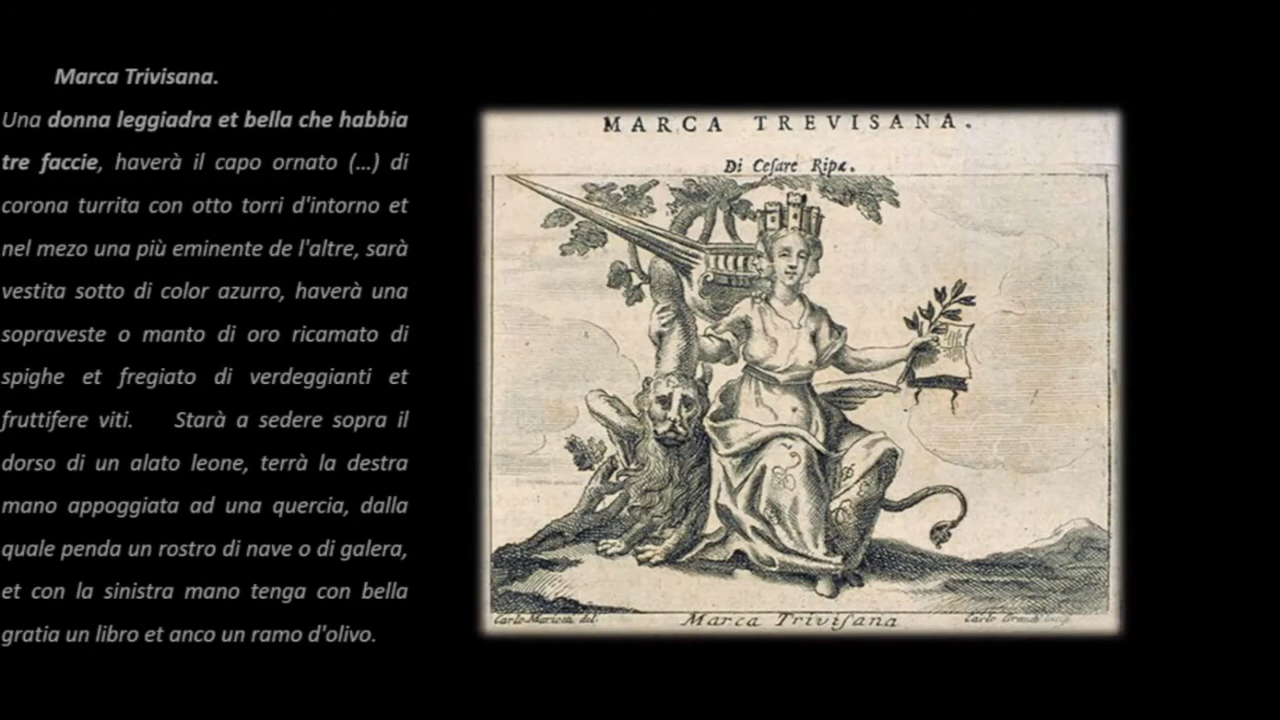 Marca Trivisana.
Una donna leggiadra et bella che habbia
tre faccie, haverà il capo ornato (...) di
corona turrita con otto torri d'intorno et
nel mezo una più eminente de l'altre, sarà
vestita sotto di color azurro, haverà una
sopraveste o manto di oro ricamato di
spighe et fregiato di verdeggianti et
fruttifere viti. Starà a sedere sopra il
dorso di un alato leone, terrà la destra
mano appoggiata ad una quercia, dalla
quale penda un rostro di nave o di galera,
et con la sinistra mano tenga con bella
gratia un libro et anco un ramo d'olivo.
MARCA TREVISANA.
Di Cesare Ripa.
Carlo Mariotti del.
Marca Trivisana
Carlo